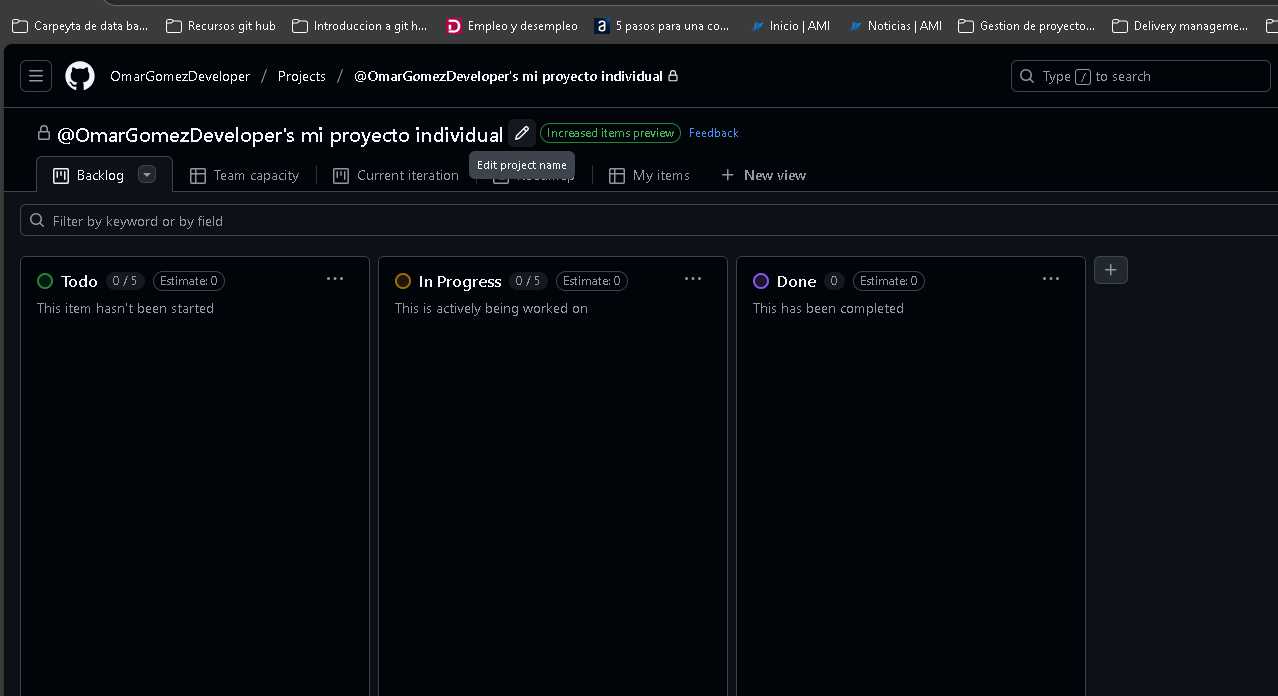 Carpeyta de data ba... Recursos git hub Introduccion a git h... Empleo y desempleo 5 pasos para una co... Inicio | AMI Noticias | AMI Gestion de proyecto... Delivery manageme...
OmarGomezDeveloper / Projects / @OmarGomezDeveloper's mi proyecto individual Type / to search
@OmarGomezDeveloper's mi proyecto individual Increased items preview Feedback
Edit project name
Backlog Team capacity Current iteration My items + New view
Filter by keyword or by field
Todo 0 / 5 Estimate: 0 ...
This item hasn't been started
In Progress 0 / 5 Estimate: 0 ...
This is actively being worked on
Done 0 Estimate: 0 ...
This has been completed
+